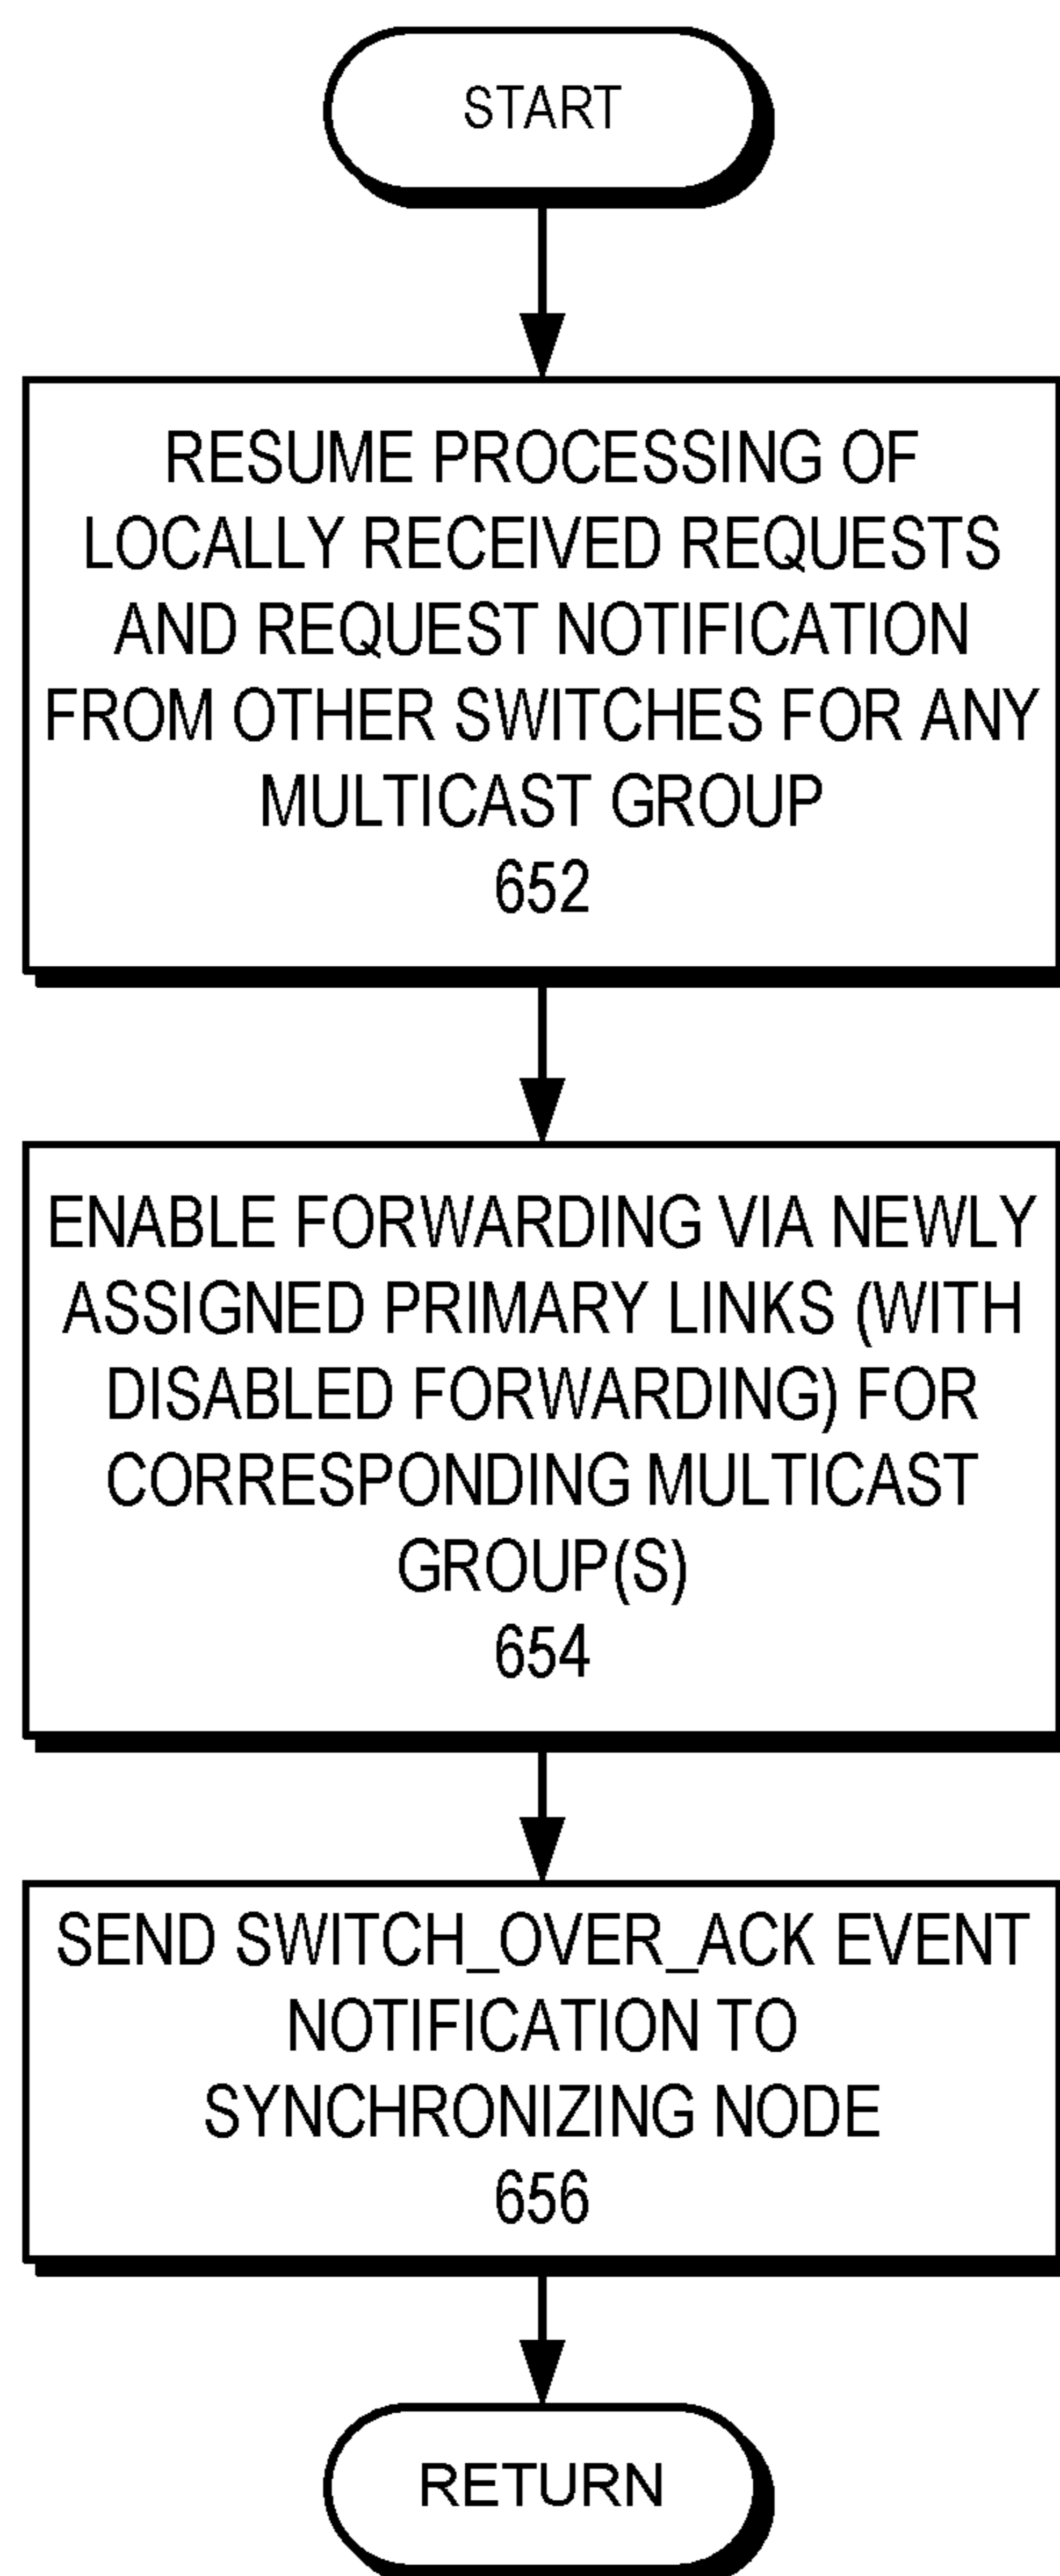 START
RESUME PROCESSING OF
LOCALLY RECEIVED REQUESTS
AND REQUEST NOTIFICATION
FROM OTHER SWITCHES FOR ANY
MULTICAST GROUP
652
ENABLE FORWARDING VIA NEWLY
ASSIGNED PRIMARY LINKS (WITH
DISABLED FORWARDING) FOR
CORRESPONDING MULTICAST
GROUP(S)
654
SEND SWITCH_OVER_ACK EVENT
NOTIFICATION TO
SYNCHRONIZING NODE
656
RETURN